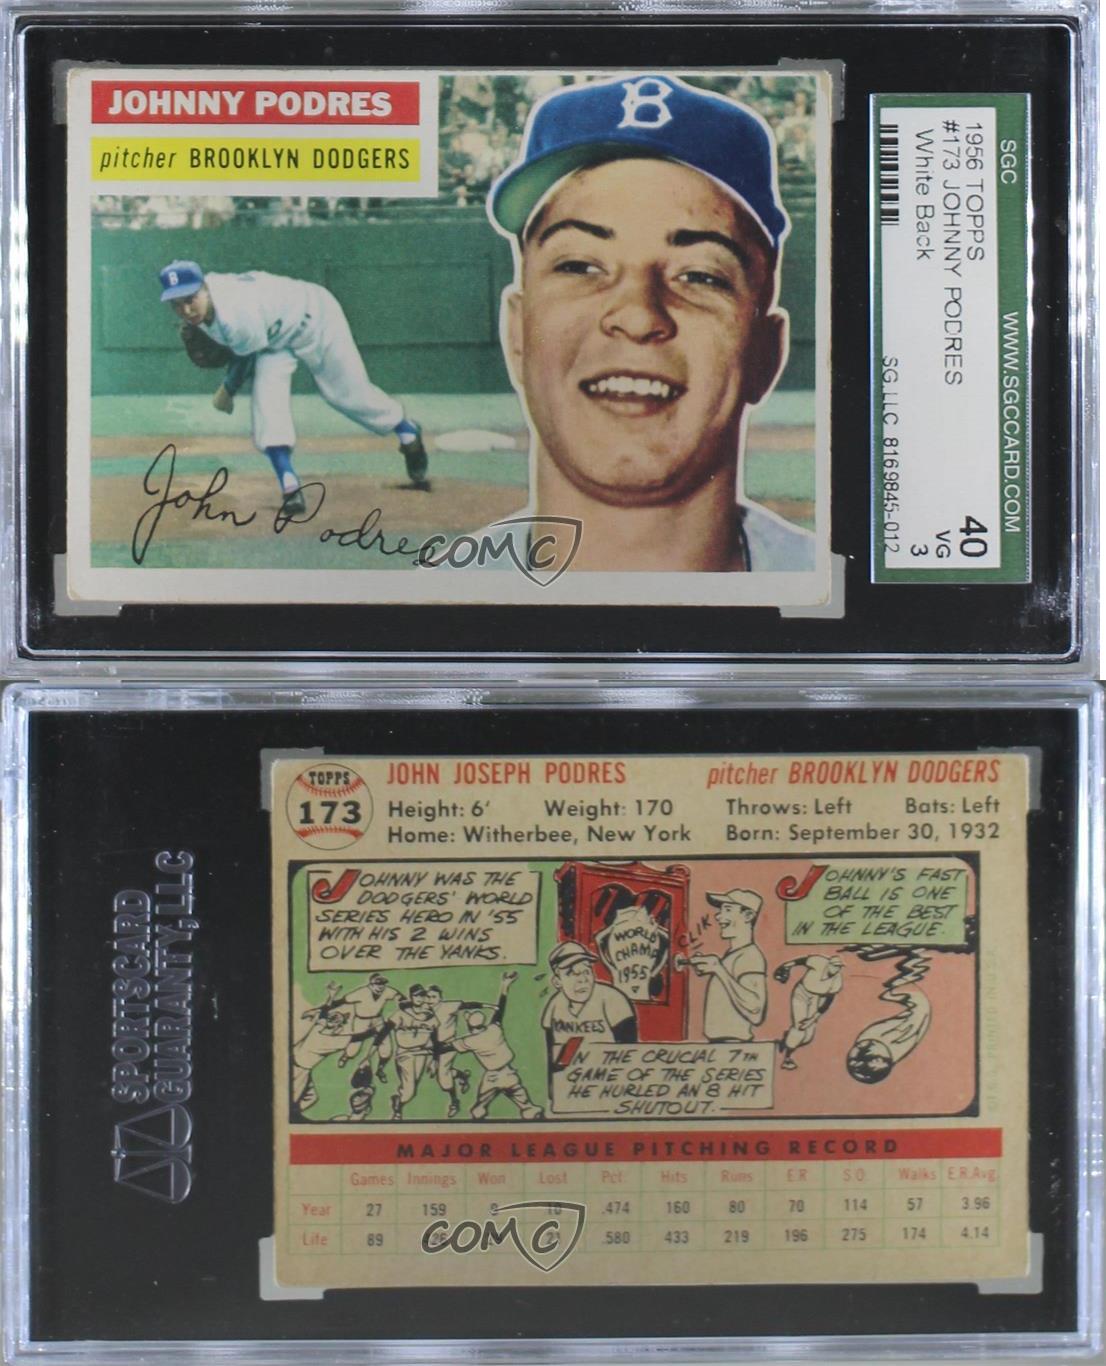 JOHNNY PODRES
pitcher BROOKLYN DODGERS
B
B
John Podres
COMC
SGC
WWW.SGCCARD.COM
1956 TOPPS
#173 JOHNNY PODRES
White Back
40
VG
3
SG LLC 8169845-012
SPORTSCARD
GUARANTY, LLC
TOPPS
173
JOHN JOSEPH PODRES pitcher BROOKLYN DODGERS
Height: 6' Weight: 170 Throws: Left Bats: Left
Home: Witherbee, New York Born: September 30, 1932
JOHNNY WAS THE
DODGERS' WORLD
SERIES HERO IN '55
WITH HIS 2 WINS
OVER THE YANKS.
WORLD
CHAMP
1955
CLIK
YANKEES
IN THE CRUCIAL 7TH
GAME OF THE SERIES
HE HURLED AN 8 HIT
SHUTOUT.
JOHNNY'S FAST
BALL IS ONE
OF THE BEST
IN THE LEAGUE.
PRINTED IN U.S.A.
MAJOR LEAGUE PITCHING RECORD
Games Innings Won Lost Pct. Hits Runs E.R. S.O. Walks E.R.Avg.
Year 27 159 9 10 .474 160 80 70 114 57 3.96
Life 89 426 21 .580 433 219 196 275 174 4.14
COMC